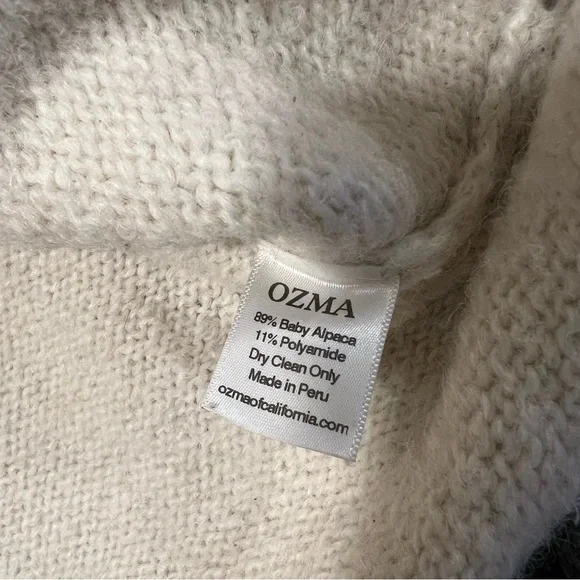 OZMA
89% Baby Alpaca
11% Polyamide
Dry Clean Only
Made in Peru
ozmaofcalifornia.com